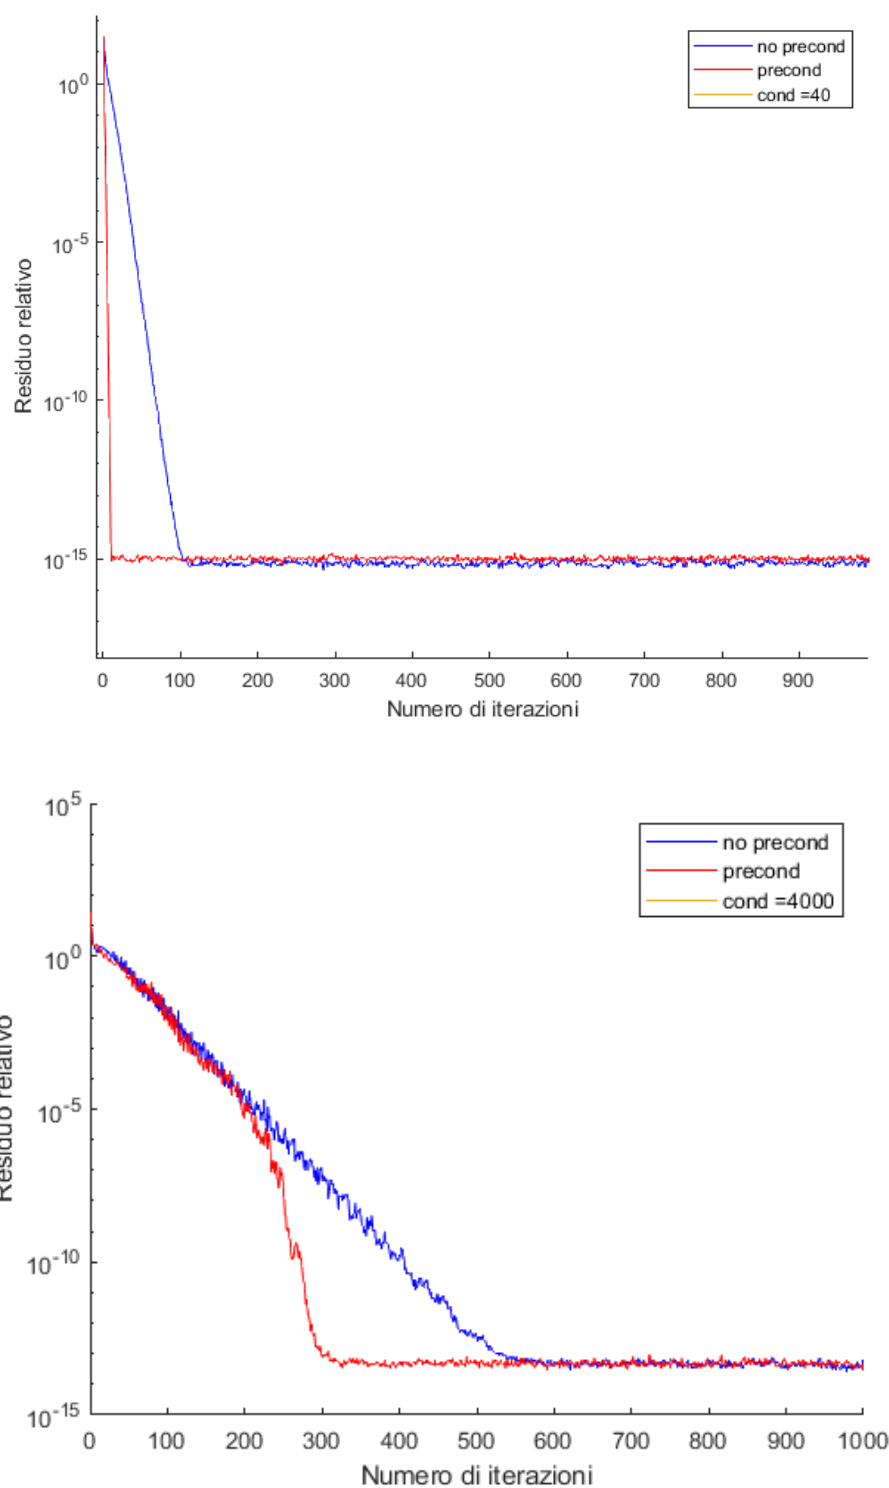 no precond
precond
cond =40
10^0
10^-5
10^-10
10^-15
Residuo relativo
0 100 200 300 400 500 600 700 800 900
Numero di iterazioni
10^5
no precond
precond
cond =4000
10^0
10^-5
10^-10
10^-15
Residuo relativo
0 100 200 300 400 500 600 700 800 900 1000
Numero di iterazioni